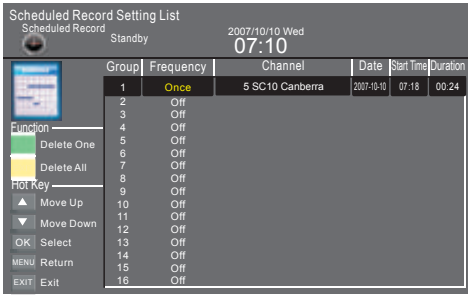 Scheduled Record Setting List
Scheduled Record
Standby
2007/10/10 Wed
07:10
Group Frequency Channel Date Start Time Duration
1 Once 5 SC10 Canberra 2007-10-10 07:18 00:24
2 Off
3 Off
4 Off
5 Off
6 Off
7 Off
8 Off
9 Off
10 Off
11 Off
12 Off
13 Off
14 Off
15 Off
16 Off
Function
Delete One
Delete All
Hot Key
Move Up
Move Down
OK Select
MENU Return
EXIT Exit